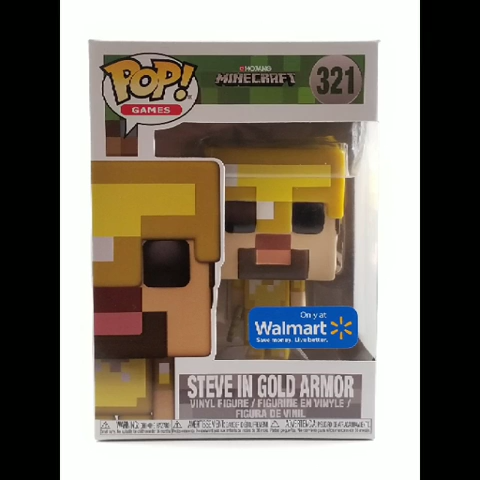 POP!
GAMES
MOJANG
MINECRAFT
321
Only at
Walmart
Save money. Live better.
STEVE IN GOLD ARMOR
VINYL FIGURE / FIGURINE EN VINYLE /
FIGURA DE VINIL
WARNING: